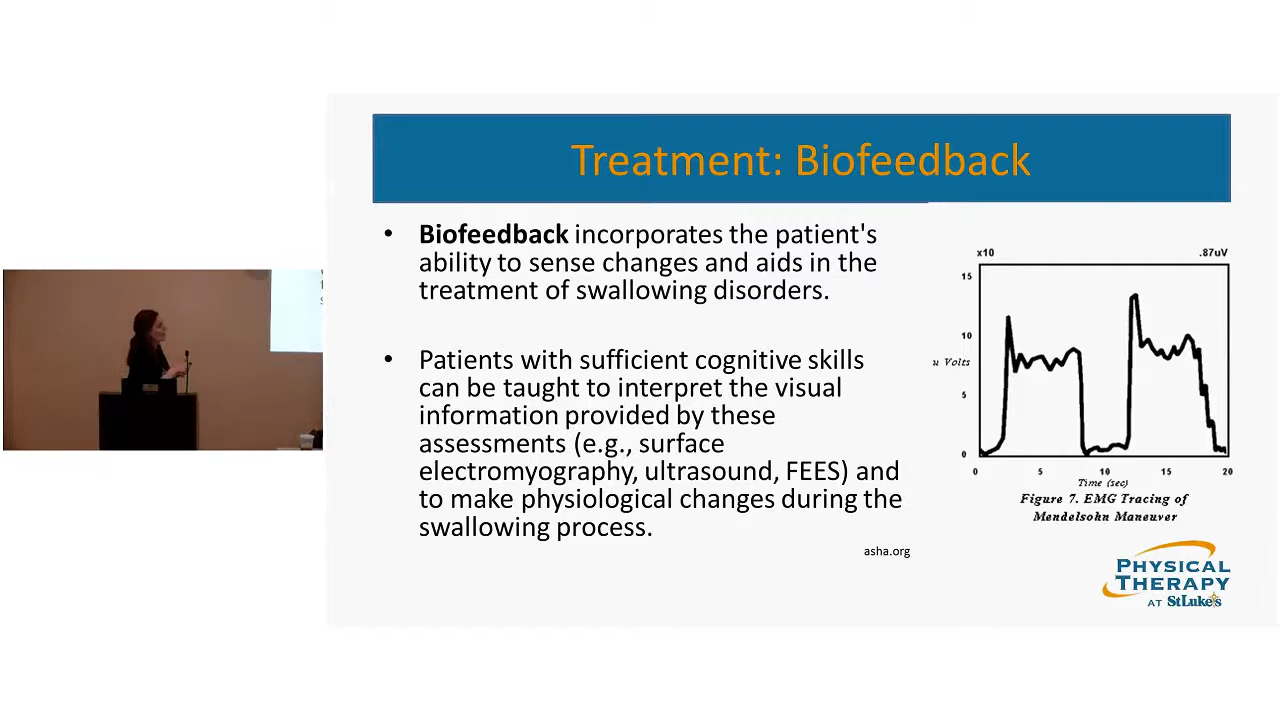 Treatment: Biofeedback
• Biofeedback incorporates the patient's
ability to sense changes and aids in the
treatment of swallowing disorders.
• Patients with sufficient cognitive skills
can be taught to interpret the visual
information provided by these
assessments (e.g., surface
electromyography, ultrasound, FEES) and
to make physiological changes during the
swallowing process.
asha.org
x10 .87uV
15
10
u Volts
5
0
0 5 10 15 20
Time (sec)
Figure 7. EMG Tracing of
Mendelsohn Maneuver
PHYSICAL
THERAPY
AT StLuke's